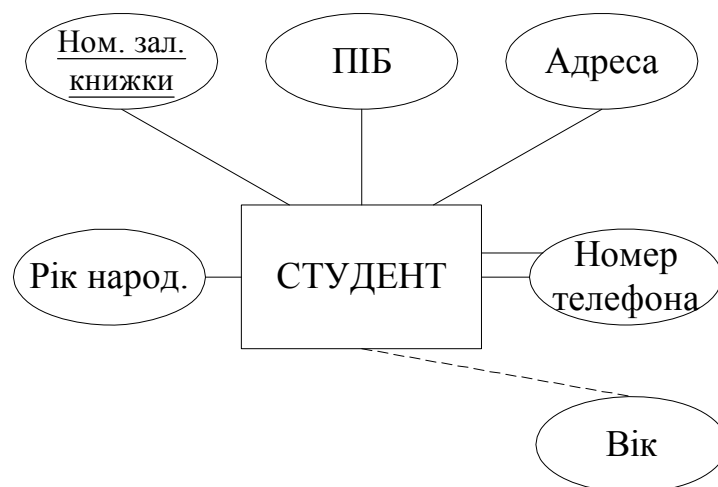 Ном. зал.
книжки
ПІБ
Адреса
Рік народ.
СТУДЕНТ
Номер
телефона
Вік